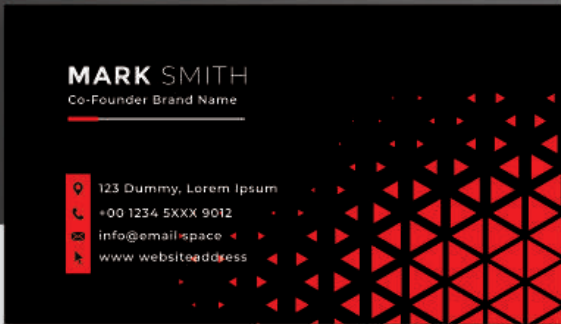 MARK SMITH
Co-Founder Brand Name
123 Dummy, Lorem Ipsum
+00 1234 5XXX 9012
info@email space
www websiteaddress